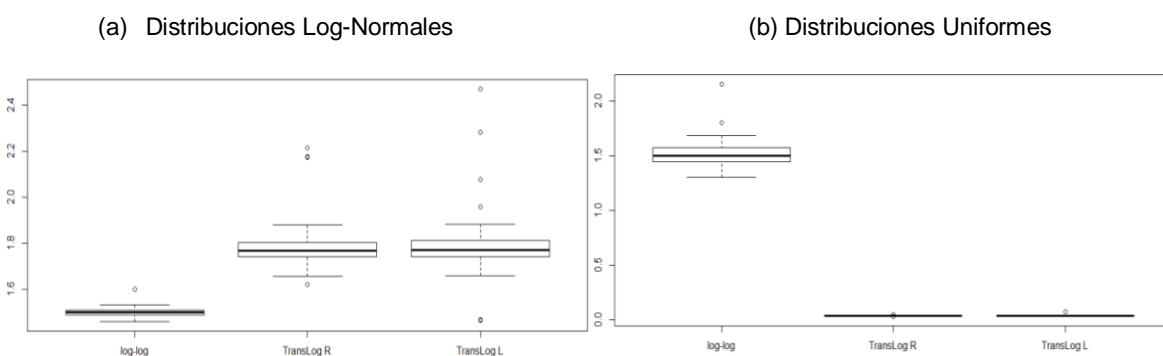 (a) Distribuciones Log-Normales
(b) Distribuciones Uniformes
2.4
2.2
2.0
1.8
1.6
log-log
TransLog R
TransLog L
2.0
1.5
1.0
0.5
0.0
log-log
TransLog R
TransLog L